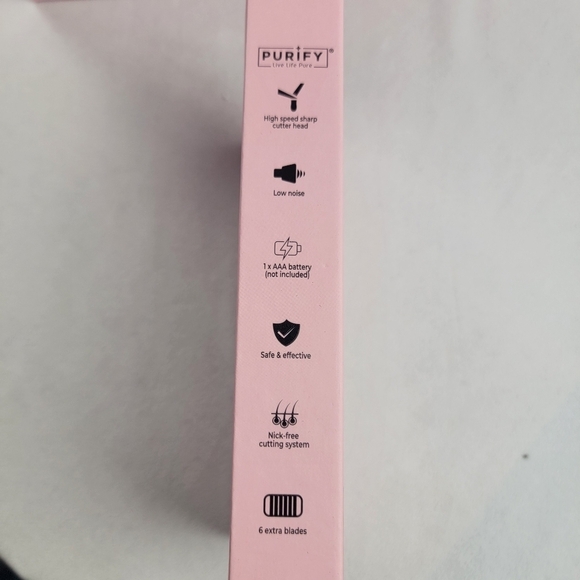 PURIFY®
Live Life Pure
High speed sharp
cutter head
Low noise
1 x AAA battery
(not included)
Safe & effective
Nick-free
cutting system
6 extra blades